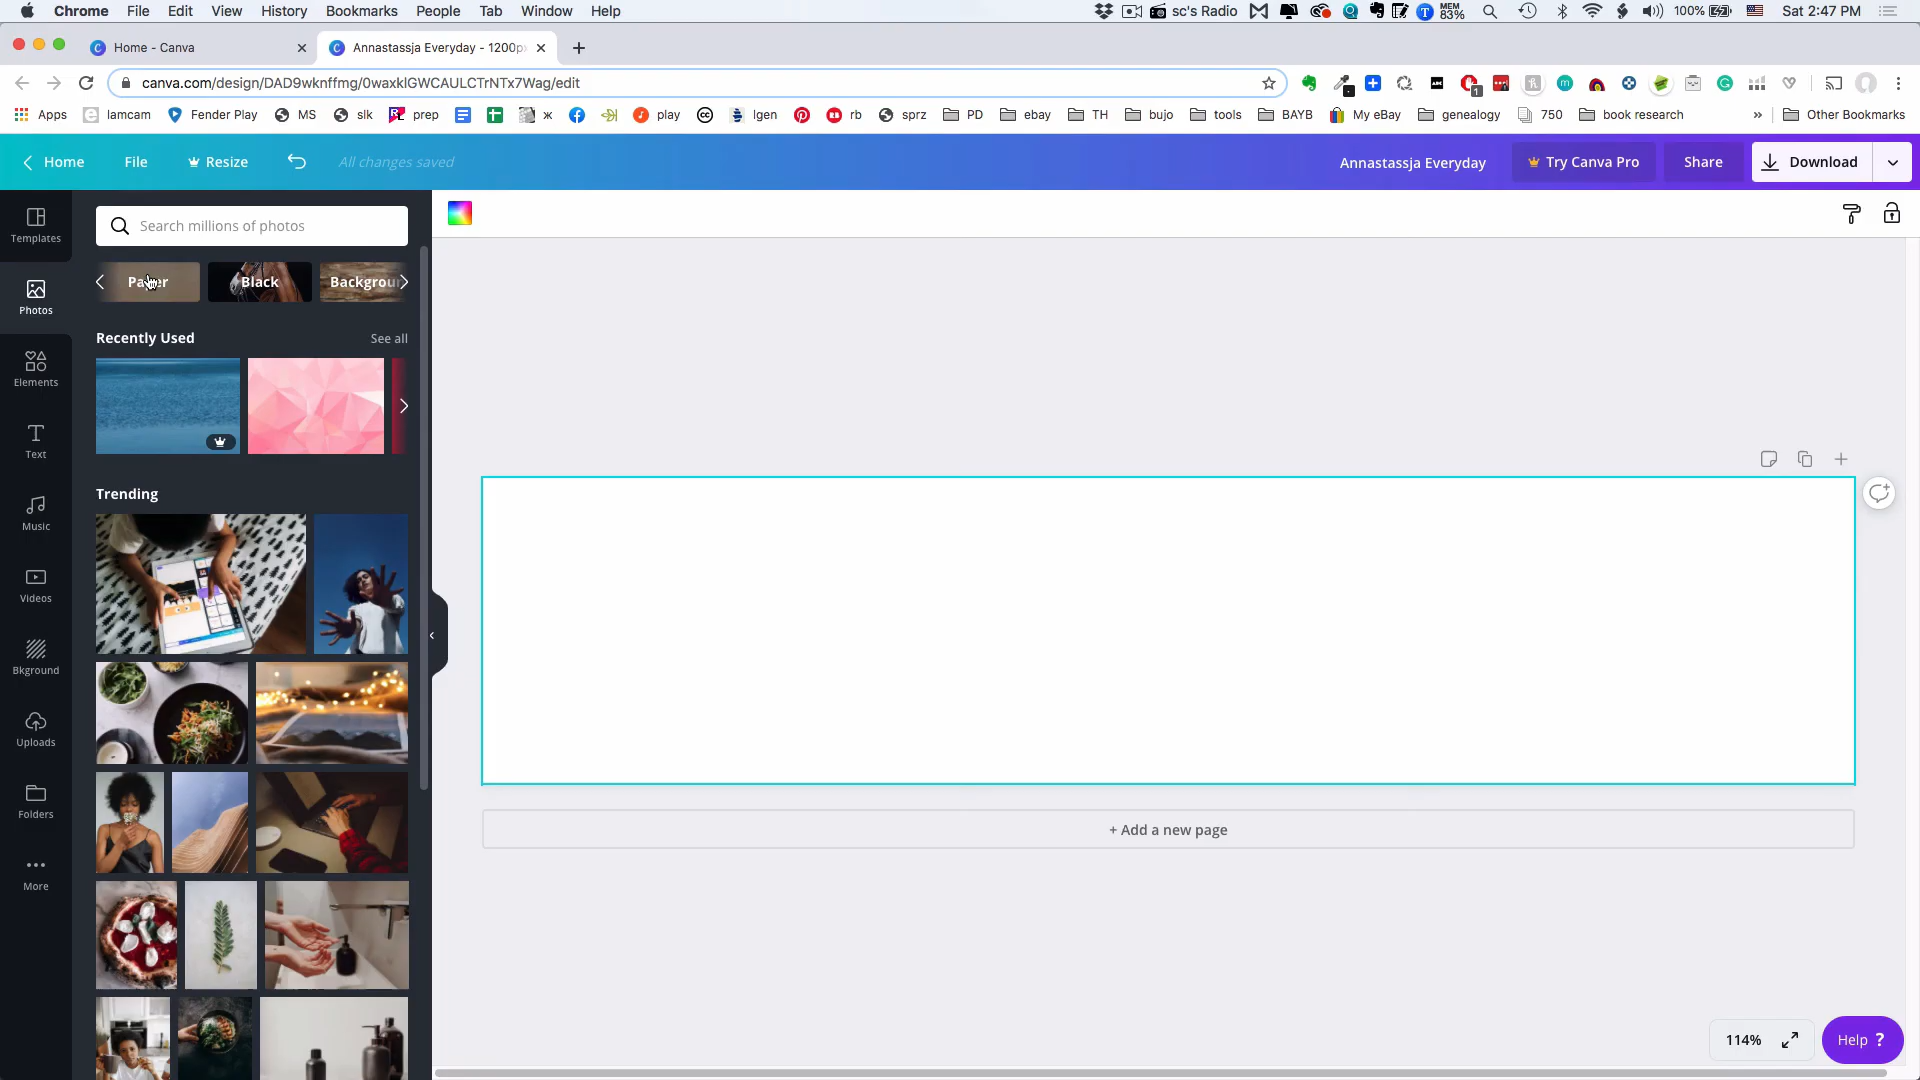 Chrome File Edit View History Bookmarks People Tab Window Help
sc's Radio MEM 83% 100% Sat 2:47 PM
Home - Canva Annastassja Everyday - 1200p
canva.com/design/DAD9wknffmg/0waxklGWCAULCTrNTx7Wag/edit
Apps lamcam Fender Play MS slk prep ж lgen play rb sprz PD ebay TH bujo tools BAYB My eBay genealogy 750 book research » Other Bookmarks
Home File Resize All changes saved Annastassja Everyday Try Canva Pro Share Download
Templates
Photos
Elements
Text
Music
Videos
Bkground
Uploads
Folders
More
Search millions of photos
Paper Black Backgrou
Recently Used See all
Trending
+ Add a new page
114% Help ?